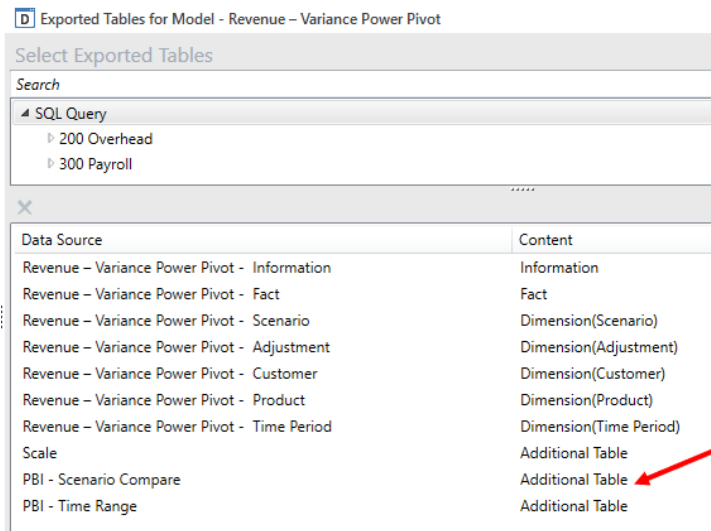 D Exported Tables for Model - Revenue – Variance Power Pivot
Select Exported Tables
Search
SQL Query
200 Overhead
300 Payroll
Data Source Content
Revenue – Variance Power Pivot - Information Information
Revenue – Variance Power Pivot - Fact Fact
Revenue – Variance Power Pivot - Scenario Dimension(Scenario)
Revenue – Variance Power Pivot - Adjustment Dimension(Adjustment)
Revenue – Variance Power Pivot - Customer Dimension(Customer)
Revenue – Variance Power Pivot - Product Dimension(Product)
Revenue – Variance Power Pivot - Time Period Dimension(Time Period)
Scale Additional Table
PBI - Scenario Compare Additional Table
PBI - Time Range Additional Table